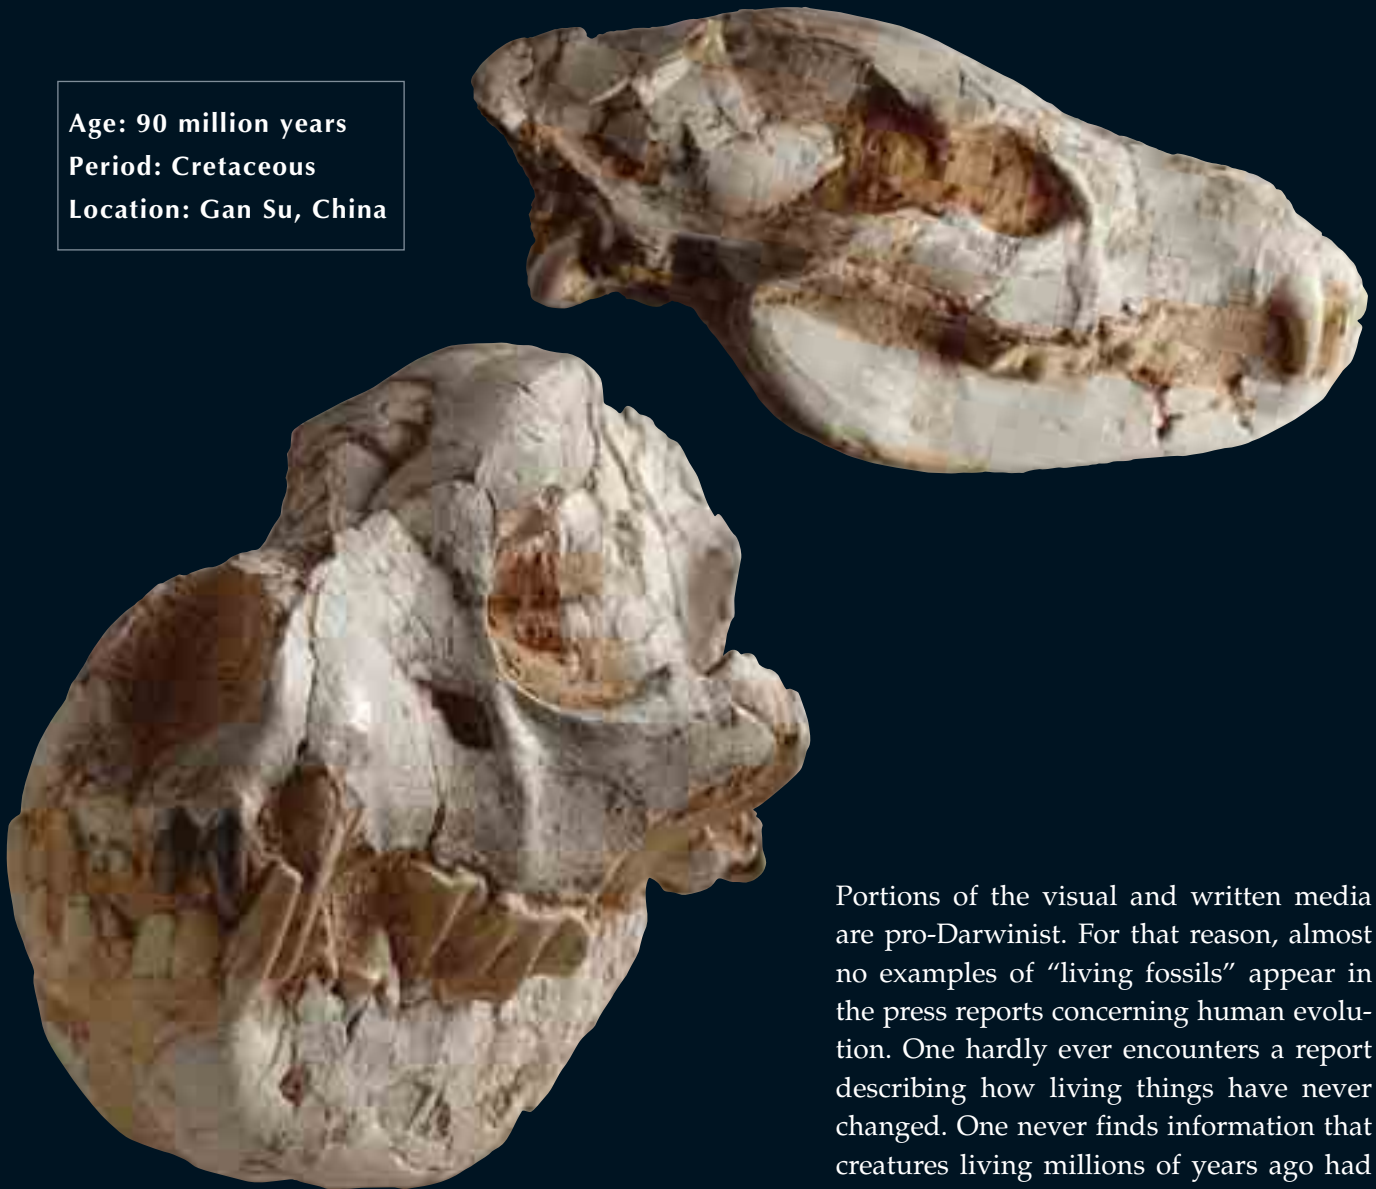 Age: 90 million years
Period: Cretaceous
Location: Gan Su, China
Portions of the visual and written media
are pro-Darwinist. For that reason, almost
no examples of “living fossils” appear in
the press reports concerning human evolu-
tion. One hardly ever encounters a report
describing how living things have never
changed. One never finds information that
creatures living millions of years ago had